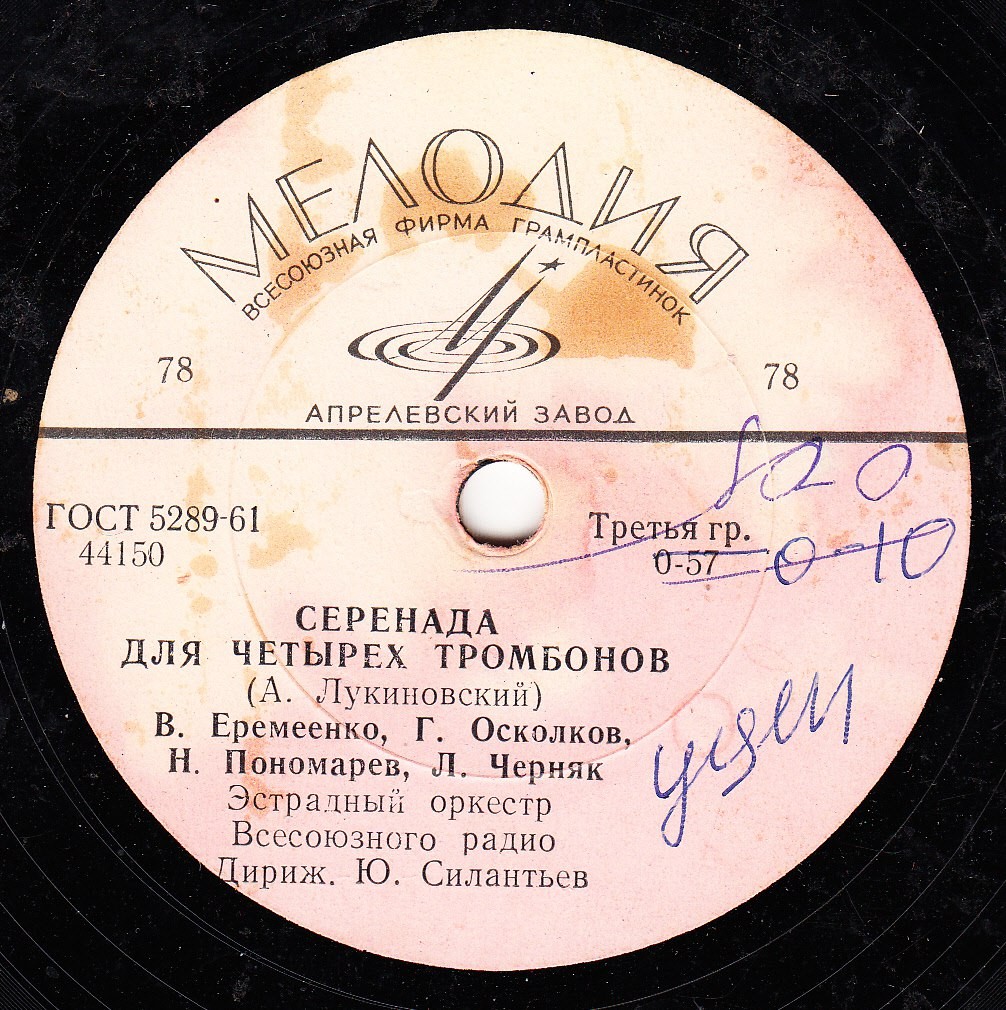 МЕЛОДИЯ
ВСЕСОЮЗНАЯ ФИРМА ГРАМПЛАСТИНОК
78 78
АПРЕЛЕВСКИЙ ЗАВОД
ГОСТ 5289-61
44150
Третья гр.
0-57
0-10
СЕРЕНАДА
ДЛЯ ЧЕТЫРЕХ ТРОМБОНОВ
(А. Лукиновский)
В. Еремеенко, Г. Осколков,
Н. Пономарев, Л. Черняк
Эстрадный оркестр
Всесоюзного радио
Дириж. Ю. Силантьев